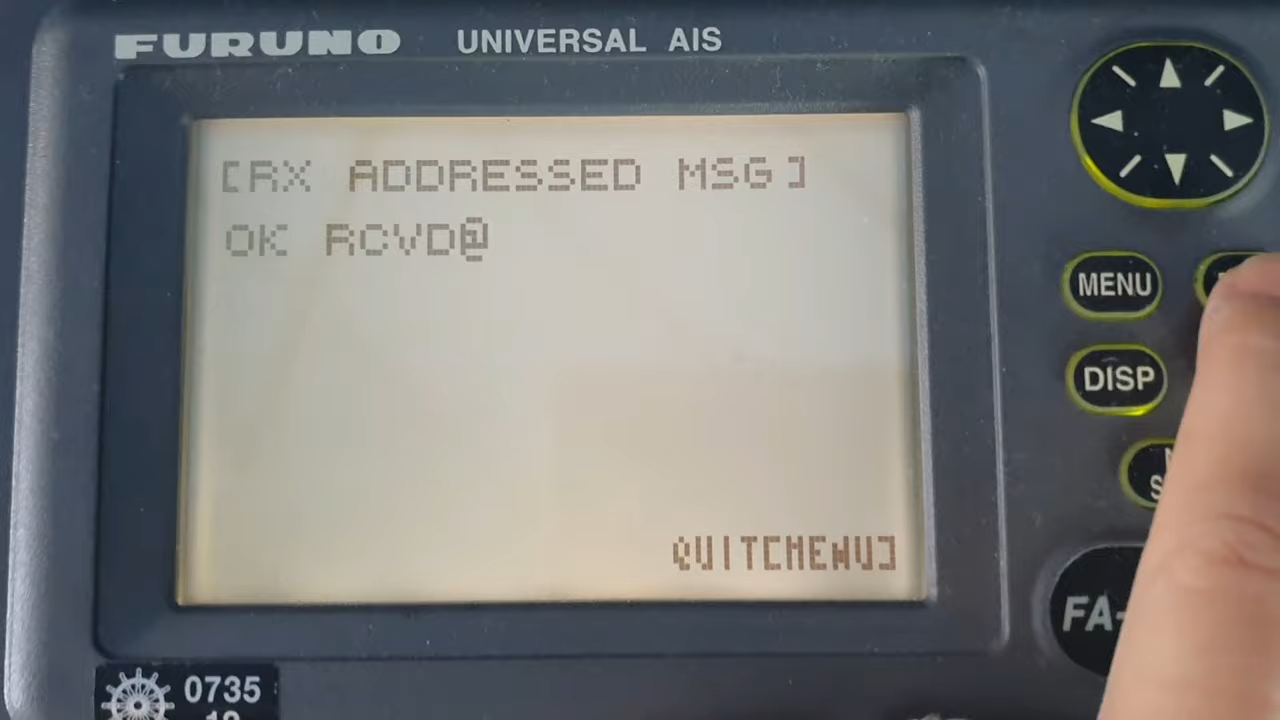 FURUNO UNIVERSAL AIS
[RX ADDRESSED MSG]
OK RCVD@
QUIT[MENU]
MENU
DISP
FA-
0735